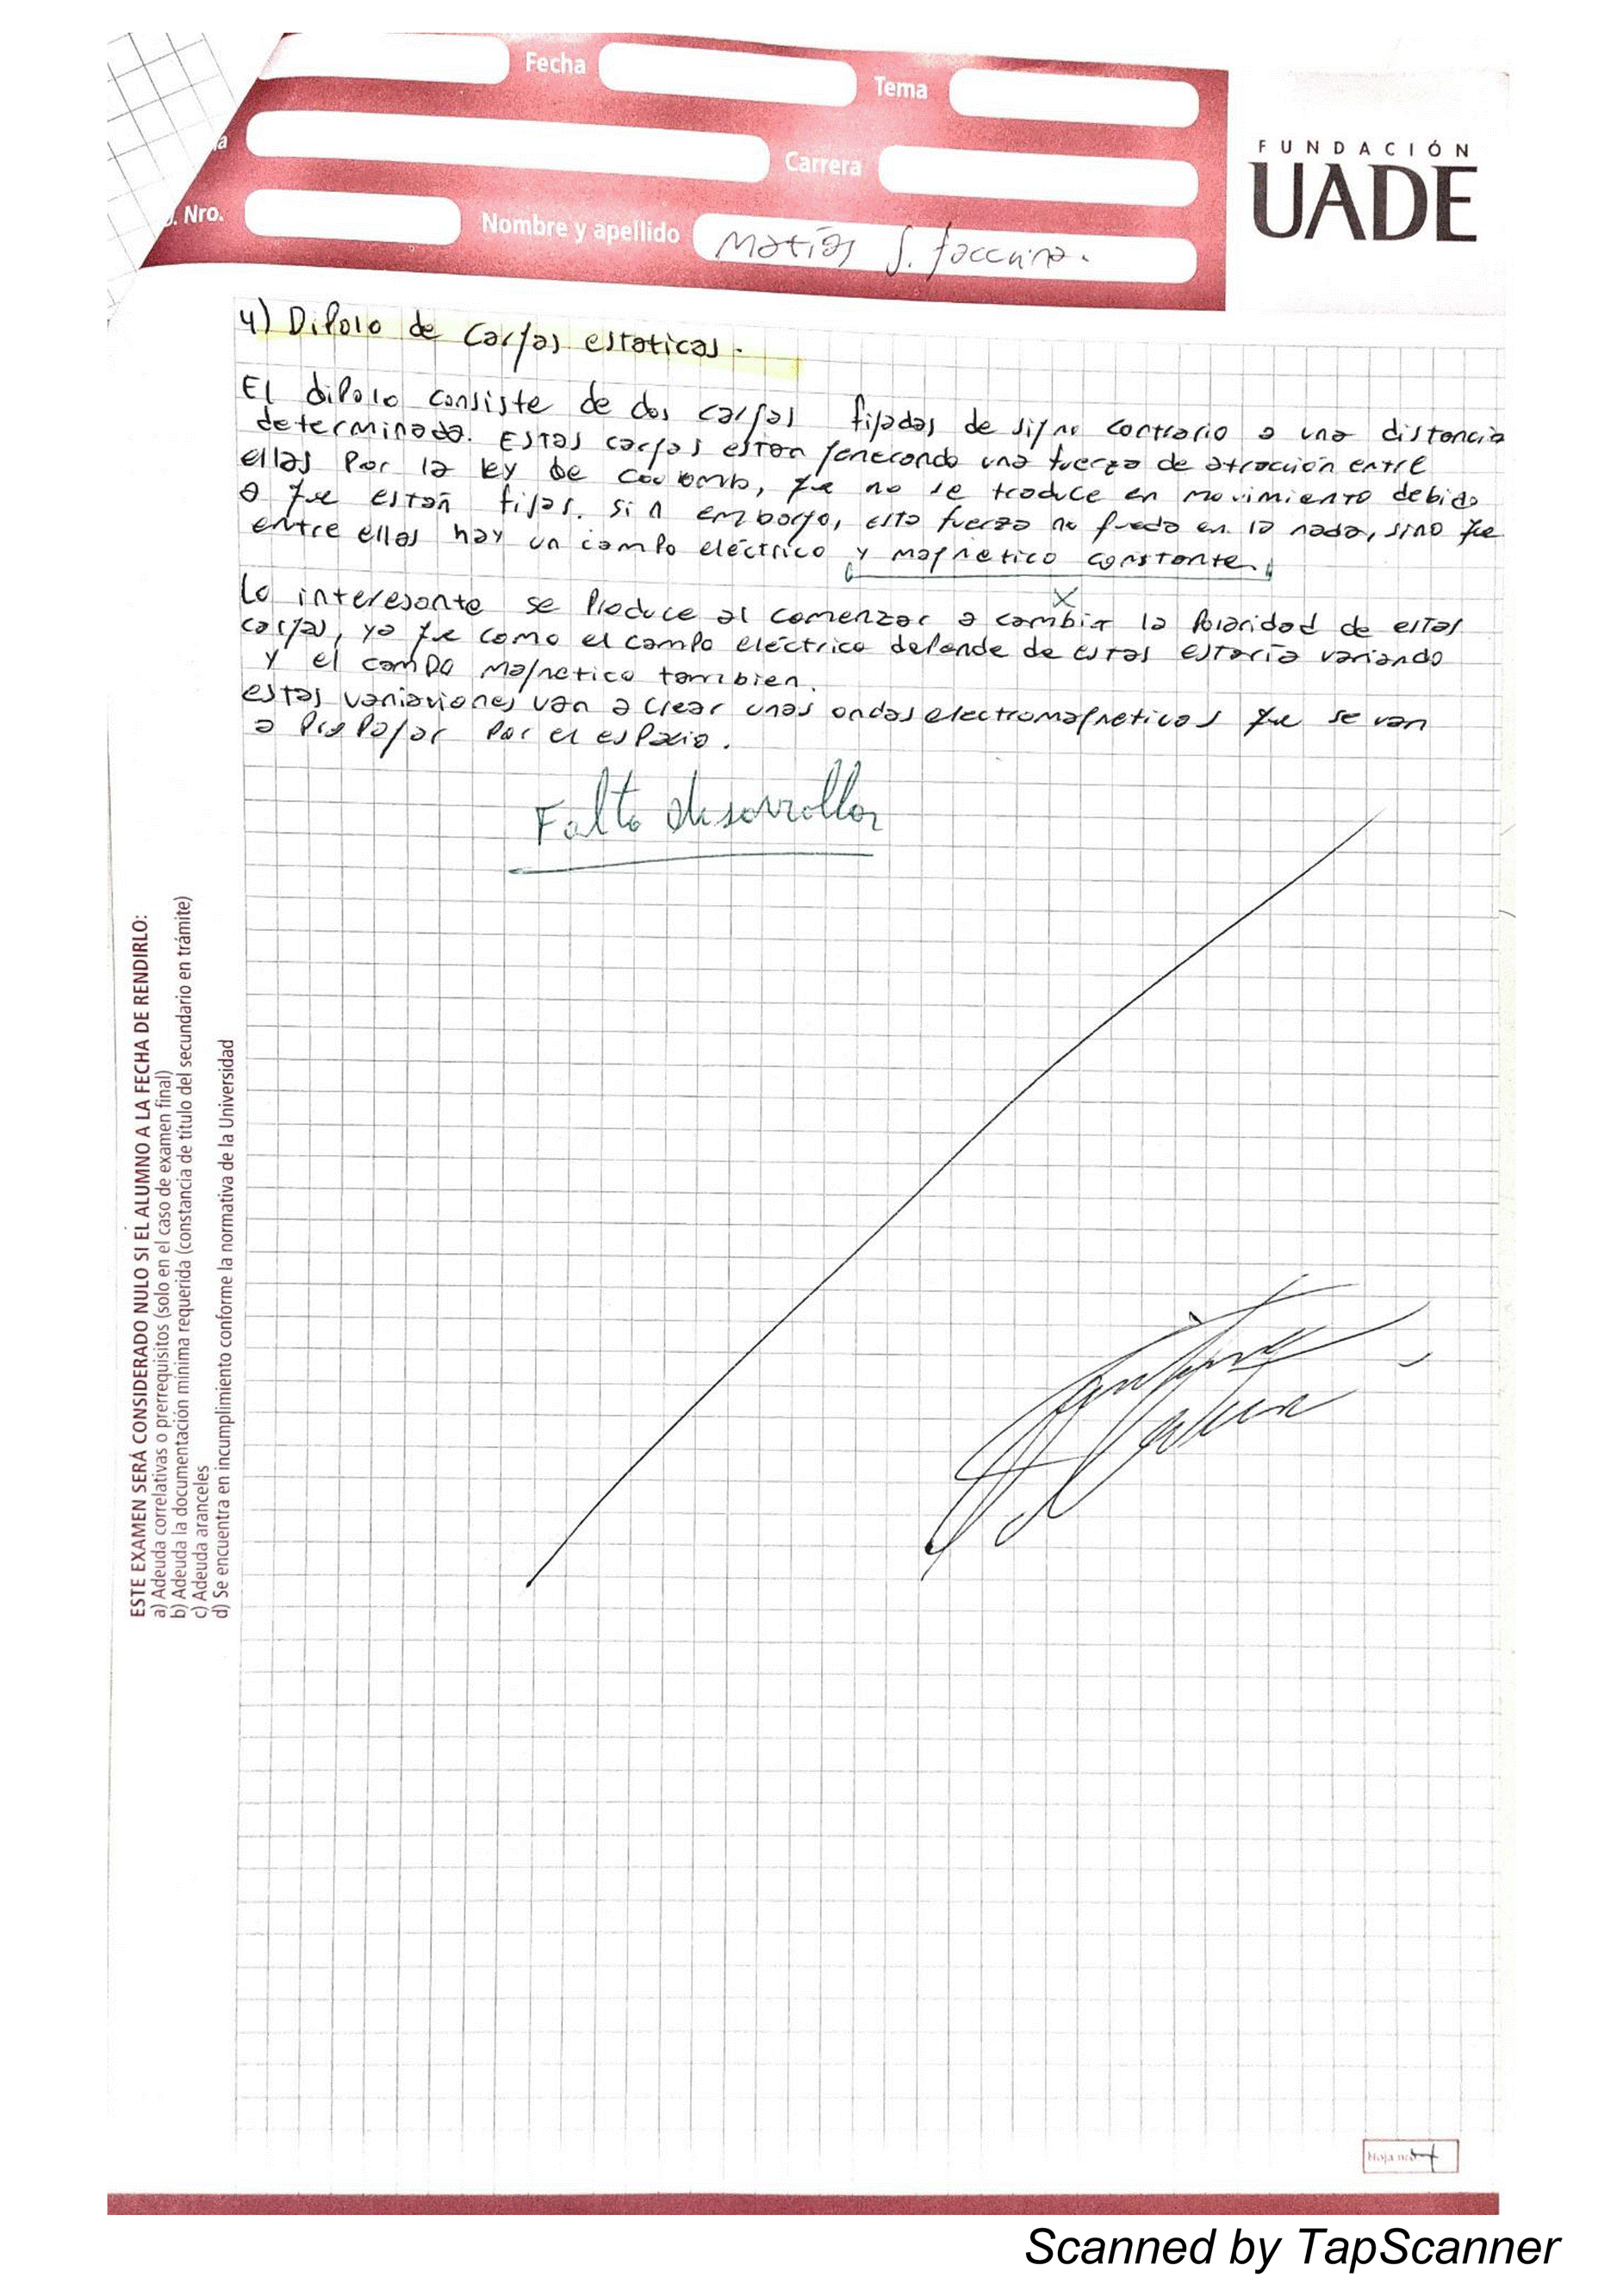 Fecha
Tema
FUNDACIÓN
UADE
Carrera
Nro.
Nombre y apellido Matías S. facchina.
4) Dipolo de Cargas estaticas.
El dipolo consiste de dos cargas fijadas de signo contrario a una distancia
determinada. Estas cargas estan generando una fuerza de atracción entre
ellas por la ley de Coulomb, que no se traduce en movimiento debido
a que estan fijas. Sin embargo, esta fuerza no queda en la nada, sino que
entre ellas hay un campo eléctrico y magnetico constante.
X
Lo interesante se produce al comenzar a cambiar la polaridad de estas
cargas, ya que como el campo eléctrico depende de estas estaría variando
y el campo magnetico tambien.
estas variaciones van a crear unas ondas electromagneticas que se van
a propagar por el espacio.
Falta desarrollar
ESTE EXAMEN SERÁ CONSIDERADO NULO SI EL ALUMNO A LA FECHA DE RENDIRLO:
a) Adeuda correlativas o prerrequisitos (solo en el caso de examen final)
b) Adeuda la documentación mínima requerida (constancia de título del secundario en trámite)
c) Adeuda aranceles
d) Se encuentra en incumplimiento conforme la normativa de la Universidad
Hoja nro
Scanned by TapScanner